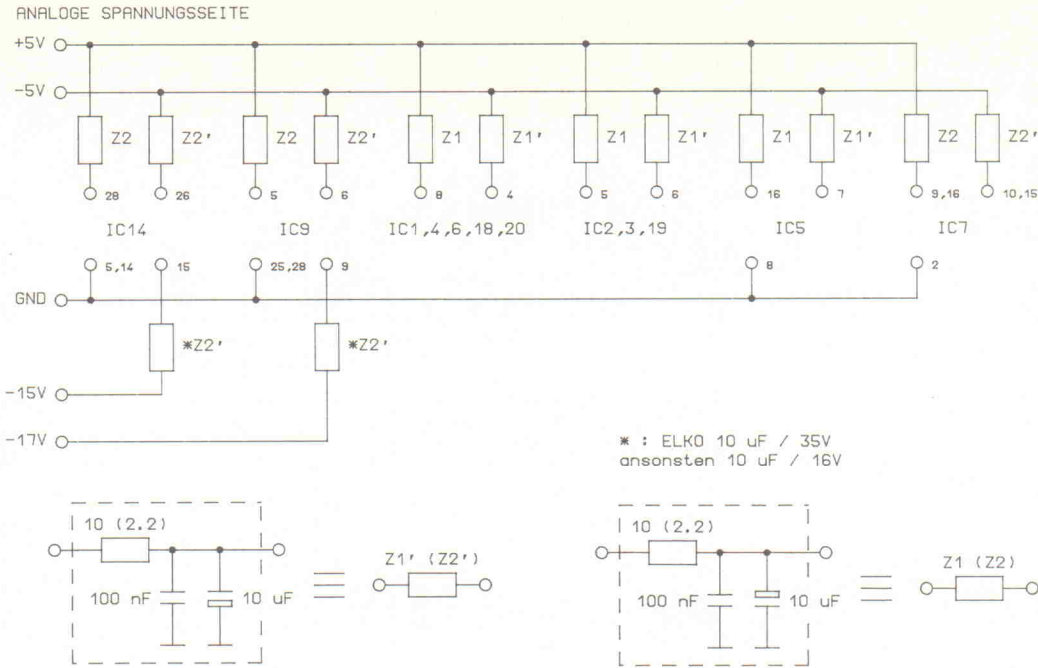 ANALOGE SPANNUNGSSEITE
+5V
-5V
Z2 Z2' Z2 Z2' Z1 Z1' Z1 Z1' Z1 Z1' Z2 Z2'
28 26 5 6 8 4 5 6 16 7 9,16 10,15
IC14 IC9 IC1,4,6,18,20 IC2,3,19 IC5 IC7
5,14 15 25,28 9 8 2
GND
*Z2' *Z2'
-15V
-17V
* : ELKO 10 uF / 35V
ansonsten 10 uF / 16V
10 (2.2)
Z1' (Z2')
100 nF 10 uF
10 (2.2)
Z1 (Z2)
100 nF 10 uF